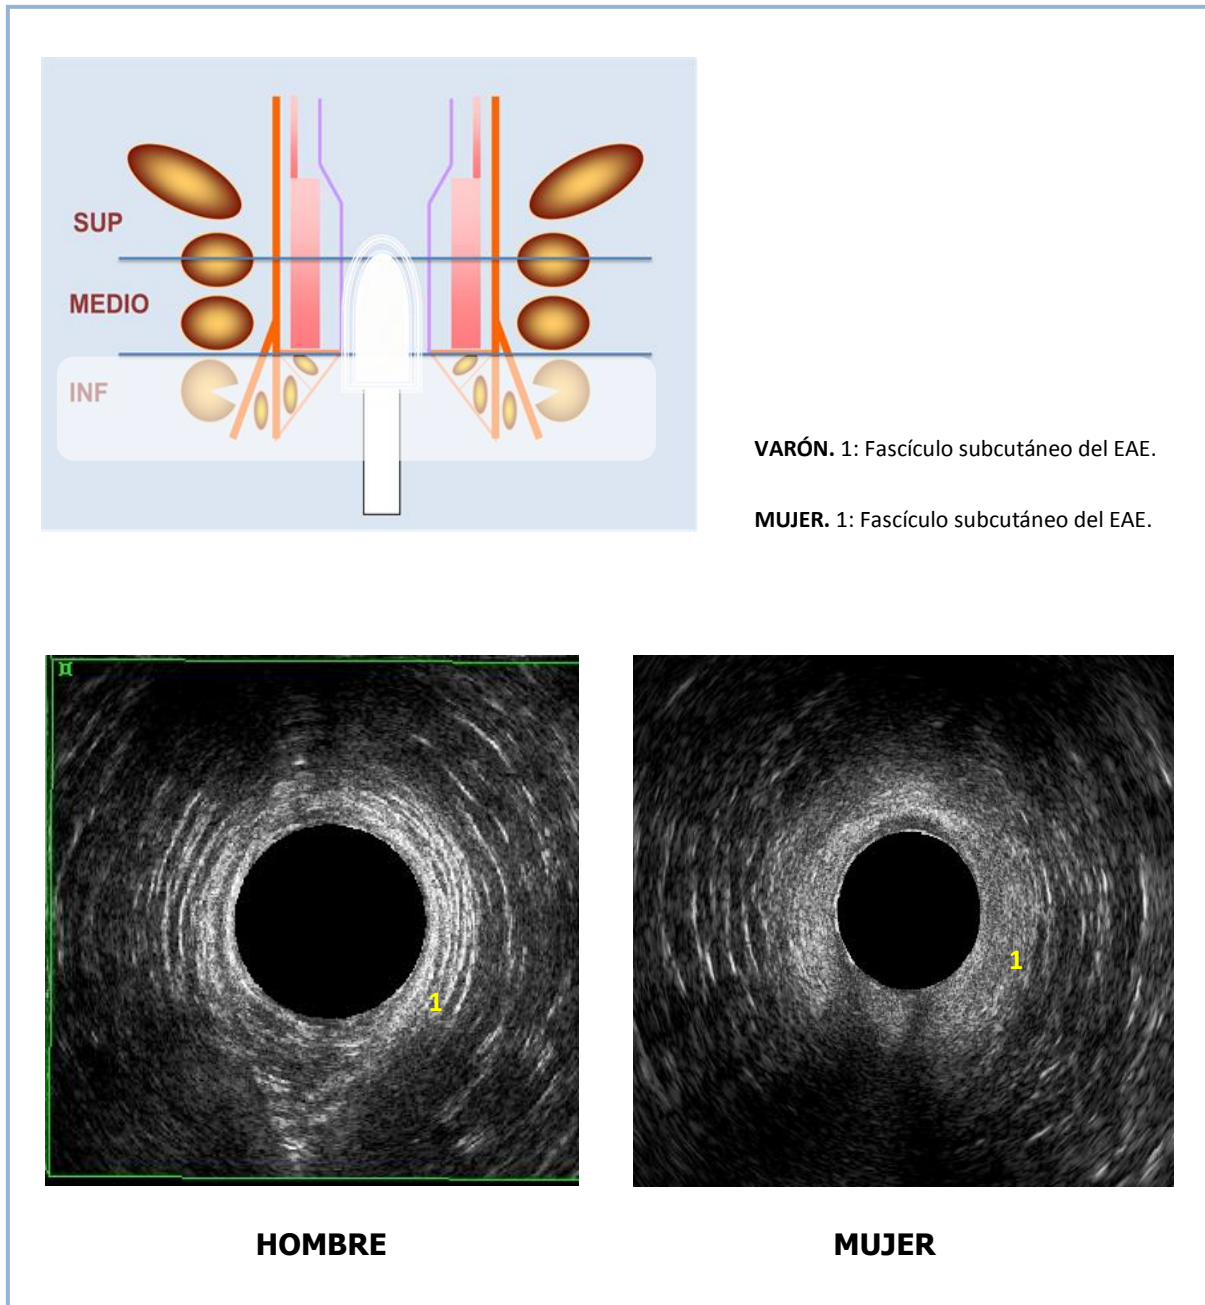 SUP
MEDIO
INF
VARÓN. 1: Fascículo subcutáneo del EAE.
MUJER. 1: Fascículo subcutáneo del EAE.
1
1
HOMBRE
MUJER